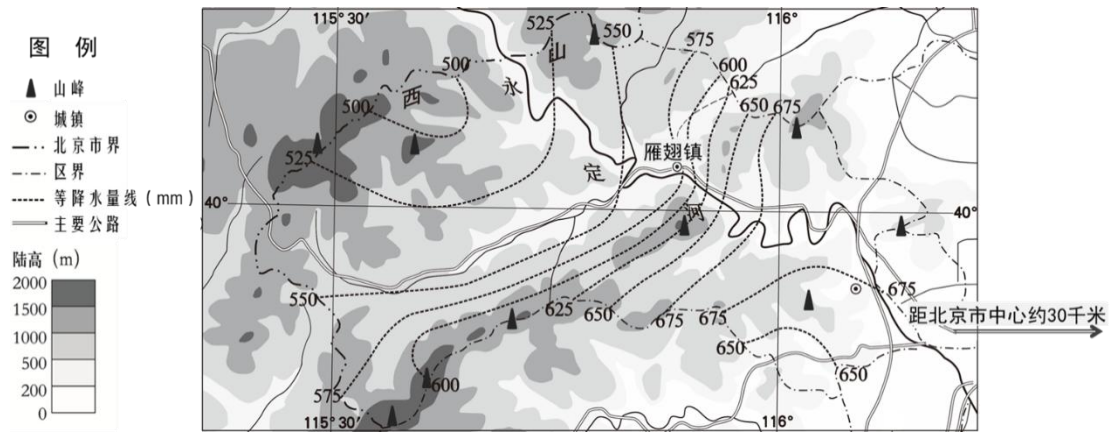 图 例
山峰
城镇
北京市界
区界
等降水量线(mm)
主要公路
陆高 (m)
2000
1500
1000
500
200
0
115°30′
116°
525
山
550
575
500
西
永
600
625
500
650
675
雁翅镇
525
定
40°
河
40°
550
675
625
650
675
675
距北京市中心约30千米
650
650
600
575
115°30′
116°